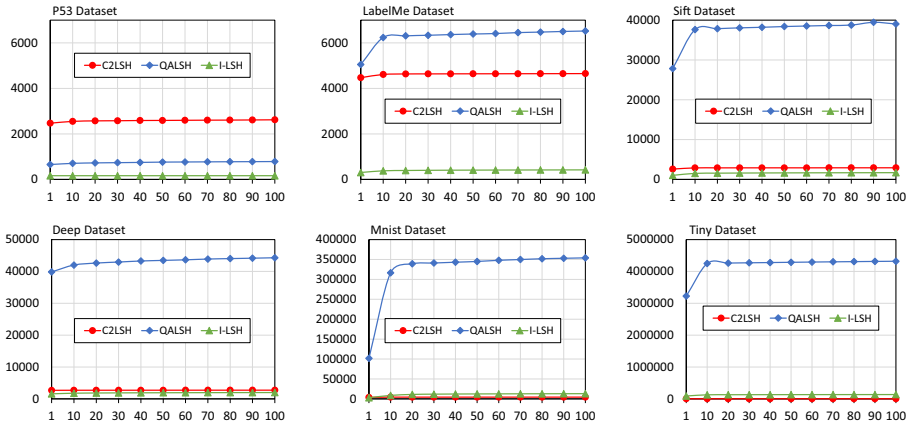 P53 Dataset
6000
4000
2000
0
C2LSH QALSH I-LSH
1 10 20 30 40 50 60 70 80 90 100
LabelMe Dataset
6000
4000
2000
0
C2LSH QALSH I-LSH
1 10 20 30 40 50 60 70 80 90 100
Sift Dataset
40000
30000
20000
10000
0
C2LSH QALSH I-LSH
1 10 20 30 40 50 60 70 80 90 100
Deep Dataset
50000
40000
30000
20000
10000
0
C2LSH QALSH I-LSH
1 10 20 30 40 50 60 70 80 90 100
Mnist Dataset
400000
350000
300000
250000
200000
150000
100000
50000
0
C2LSH QALSH I-LSH
1 10 20 30 40 50 60 70 80 90 100
Tiny Dataset
5000000
4000000
3000000
2000000
1000000
0
C2LSH QALSH I-LSH
1 10 20 30 40 50 60 70 80 90 100